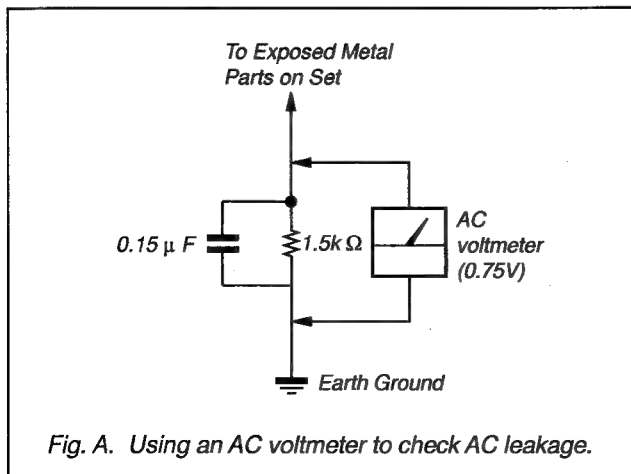 To Exposed Metal
Parts on Set
0.15 μ F
1.5k Ω
AC
voltmeter
(0.75V)
Earth Ground
Fig. A. Using an AC voltmeter to check AC leakage.